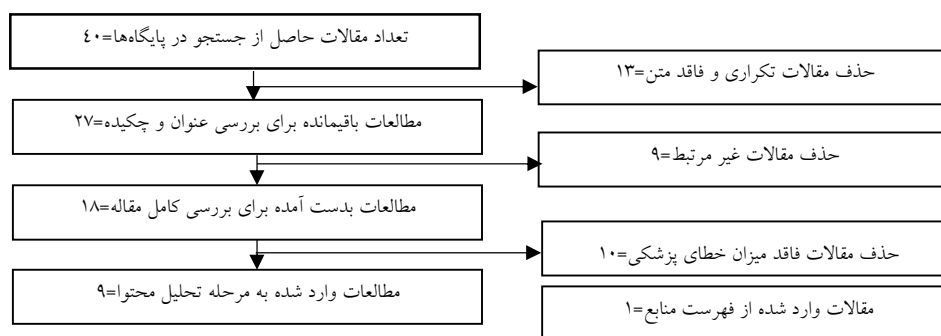 تعداد مقالات حاصل از جستجو در پایگاه‌ها=٤٠
حذف مقالات تکراری و فاقد متن=۱۳
مطالعات باقیمانده برای بررسی عنوان و چکیده=۲۷
حذف مقالات غیر مرتبط=۹
مطالعات بدست آمده برای بررسی کامل مقاله=۱۸
حذف مقالات فاقد میزان خطای پزشکی=۱۰
مطالعات وارد شده به مرحله تحلیل محتوا=۹
مقالات وارد شده از فهرست منابع=۱